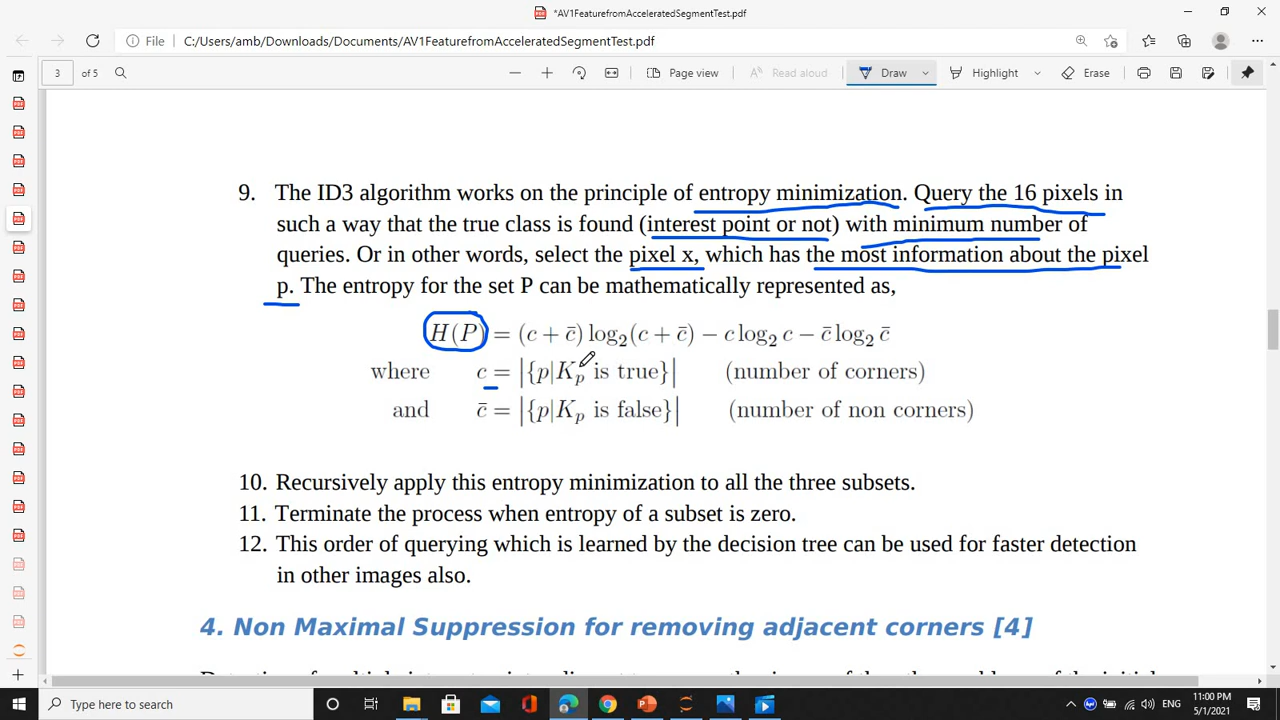 *AV1FeaturefromAcceleratedSegmentTest.pdf
File C:/Users/amb/Downloads/Documents/AV1FeaturefromAcceleratedSegmentTest.pdf
3 of 5 Page view Read aloud Draw Highlight Erase
9. The ID3 algorithm works on the principle of entropy minimization. Query the 16 pixels in
such a way that the true class is found (interest point or not) with minimum number of
queries. Or in other words, select the pixel x, which has the most information about the pixel
p. The entropy for the set P can be mathematically represented as,
H(P) = (c + c̄) log₂(c + c̄) − c log₂ c − c̄ log₂ c̄
where c = |{p|Kₚ is true}| (number of corners)
and c̄ = |{p|Kₚ is false}| (number of non corners)
10. Recursively apply this entropy minimization to all the three subsets.
11. Terminate the process when entropy of a subset is zero.
12. This order of querying which is learned by the decision tree can be used for faster detection
in other images also.
4. Non Maximal Suppression for removing adjacent corners [4]
Type here to search
ENG
11:00 PM
5/1/2021